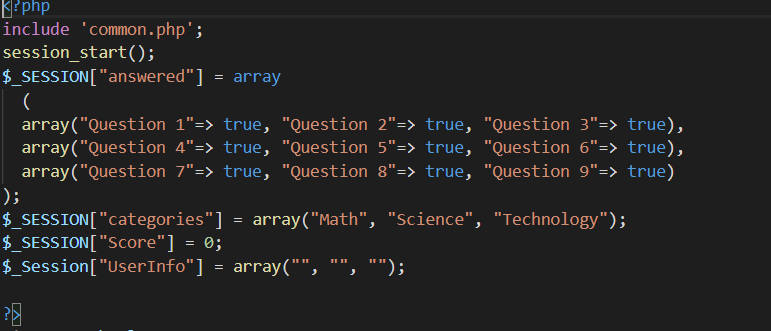 <?php
include 'common.php';
session_start();
$_SESSION["answered"] = array
(
array("Question 1"=> true, "Question 2"=> true, "Question 3"=> true),
array("Question 4"=> true, "Question 5"=> true, "Question 6"=> true),
array("Question 7"=> true, "Question 8"=> true, "Question 9"=> true)
);
$_SESSION["categories"] = array("Math", "Science", "Technology");
$_SESSION["Score"] = 0;
$_Session["UserInfo"] = array("", "", "");
?>